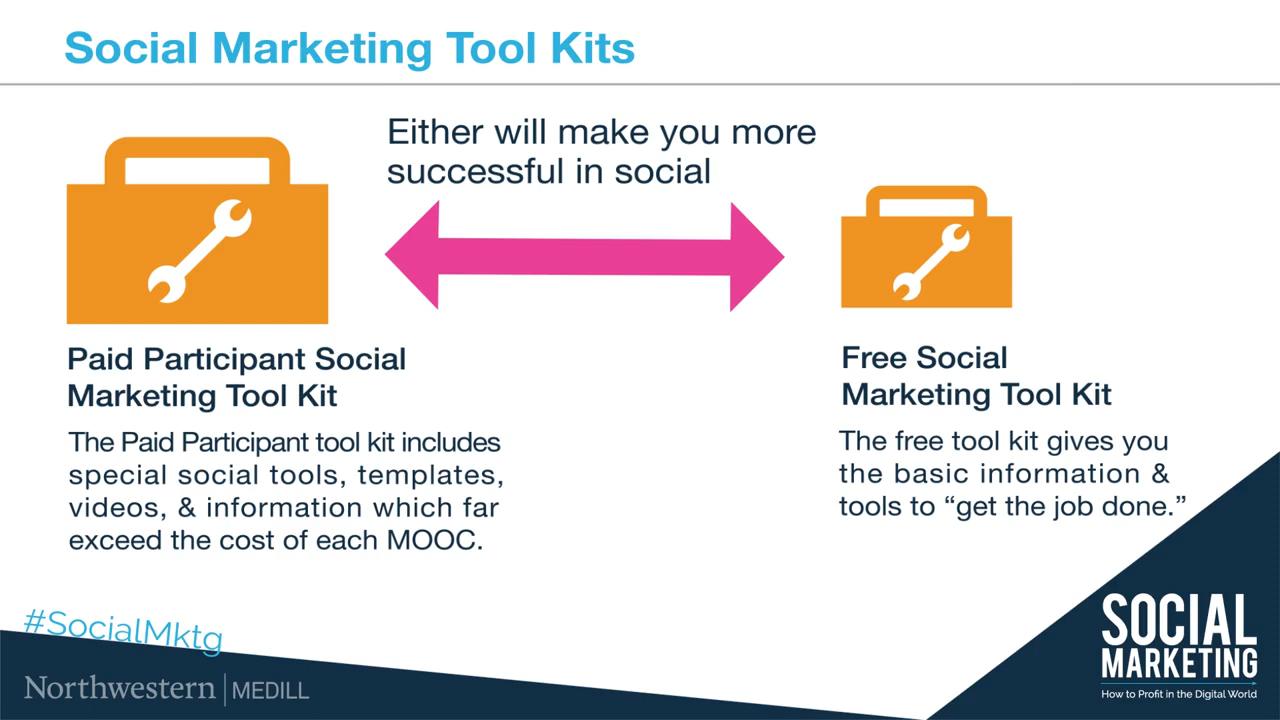 Social Marketing Tool Kits
Either will make you more
successful in social
Paid Participant Social
Marketing Tool Kit
The Paid Participant tool kit includes
special social tools, templates,
videos, & information which far
exceed the cost of each MOOC.
Free Social
Marketing Tool Kit
The free tool kit gives you
the basic information &
tools to “get the job done.”
#SocialMktg
Northwestern | MEDILL
SOCIAL
MARKETING
How to Profit in the Digital World